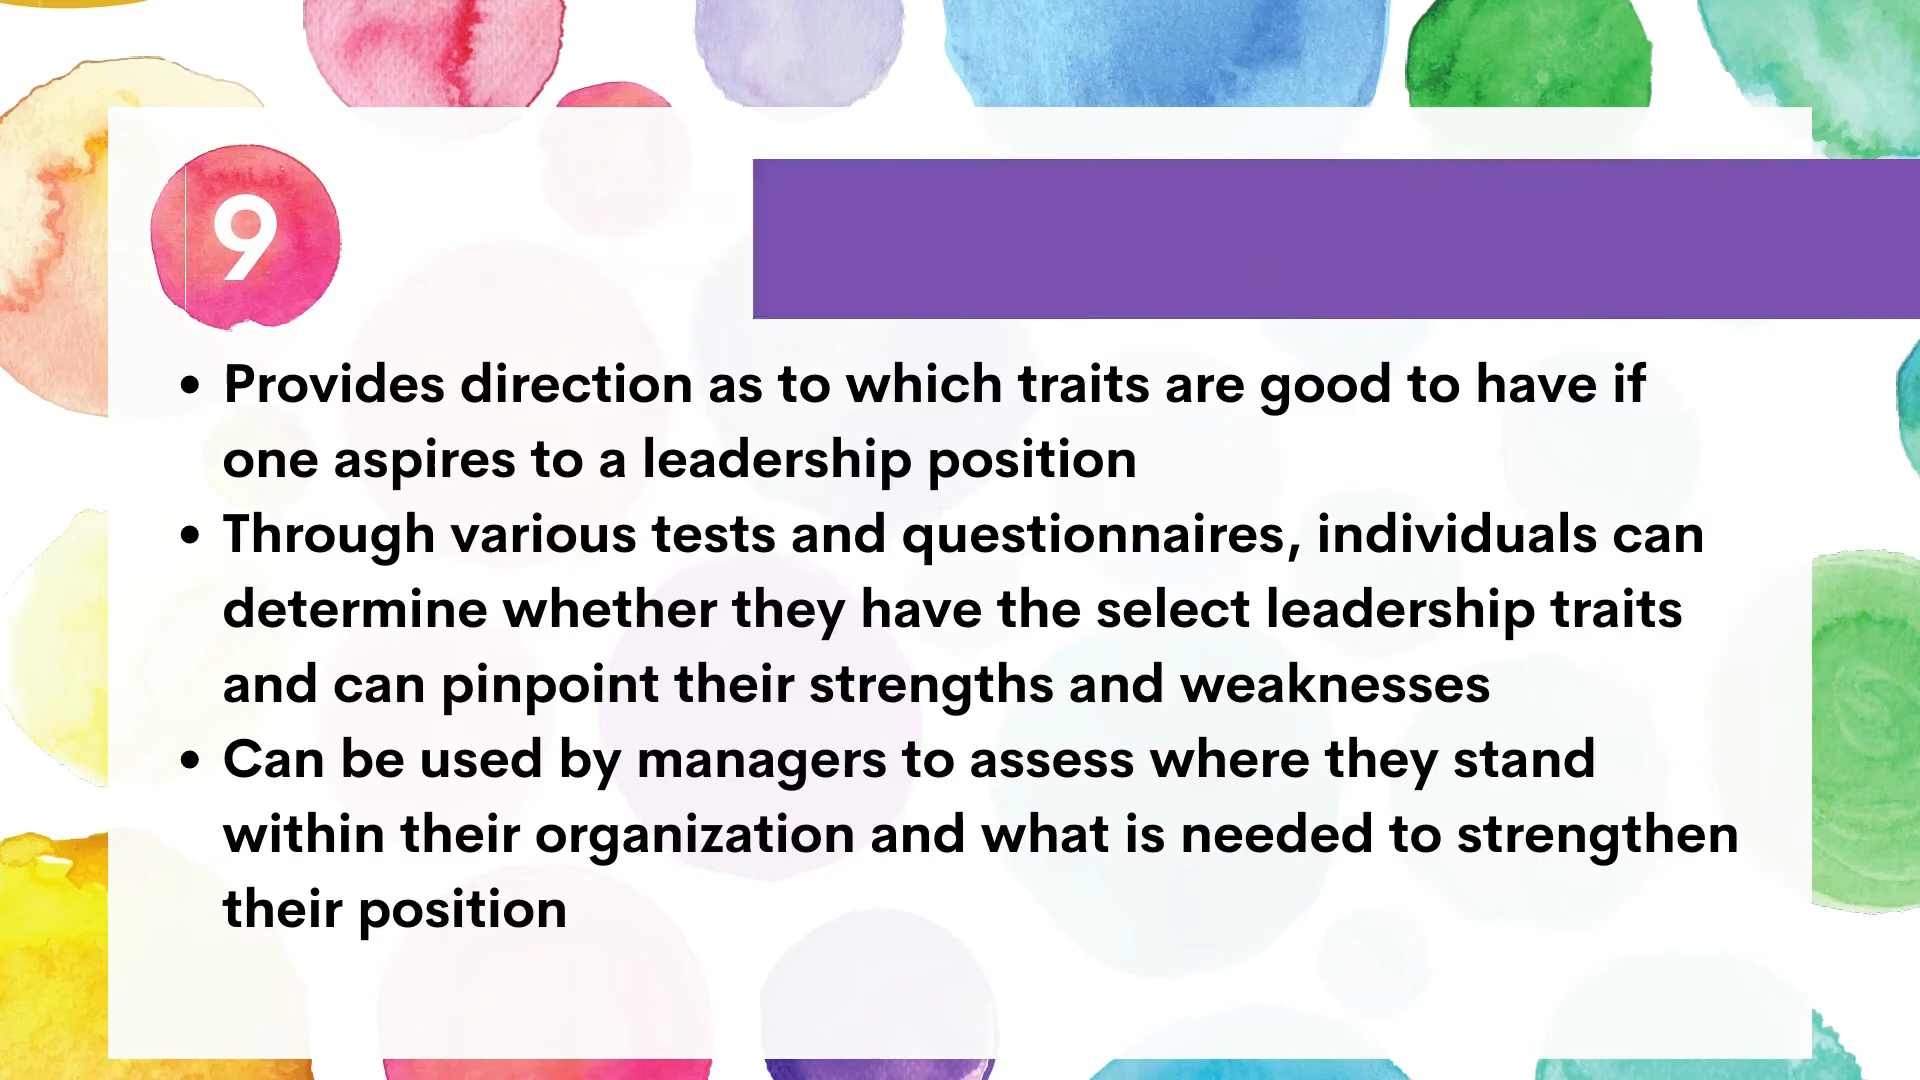 9
• Provides direction as to which traits are good to have if
one aspires to a leadership position
• Through various tests and questionnaires, individuals can
determine whether they have the select leadership traits
and can pinpoint their strengths and weaknesses
• Can be used by managers to assess where they stand
within their organization and what is needed to strengthen
their position